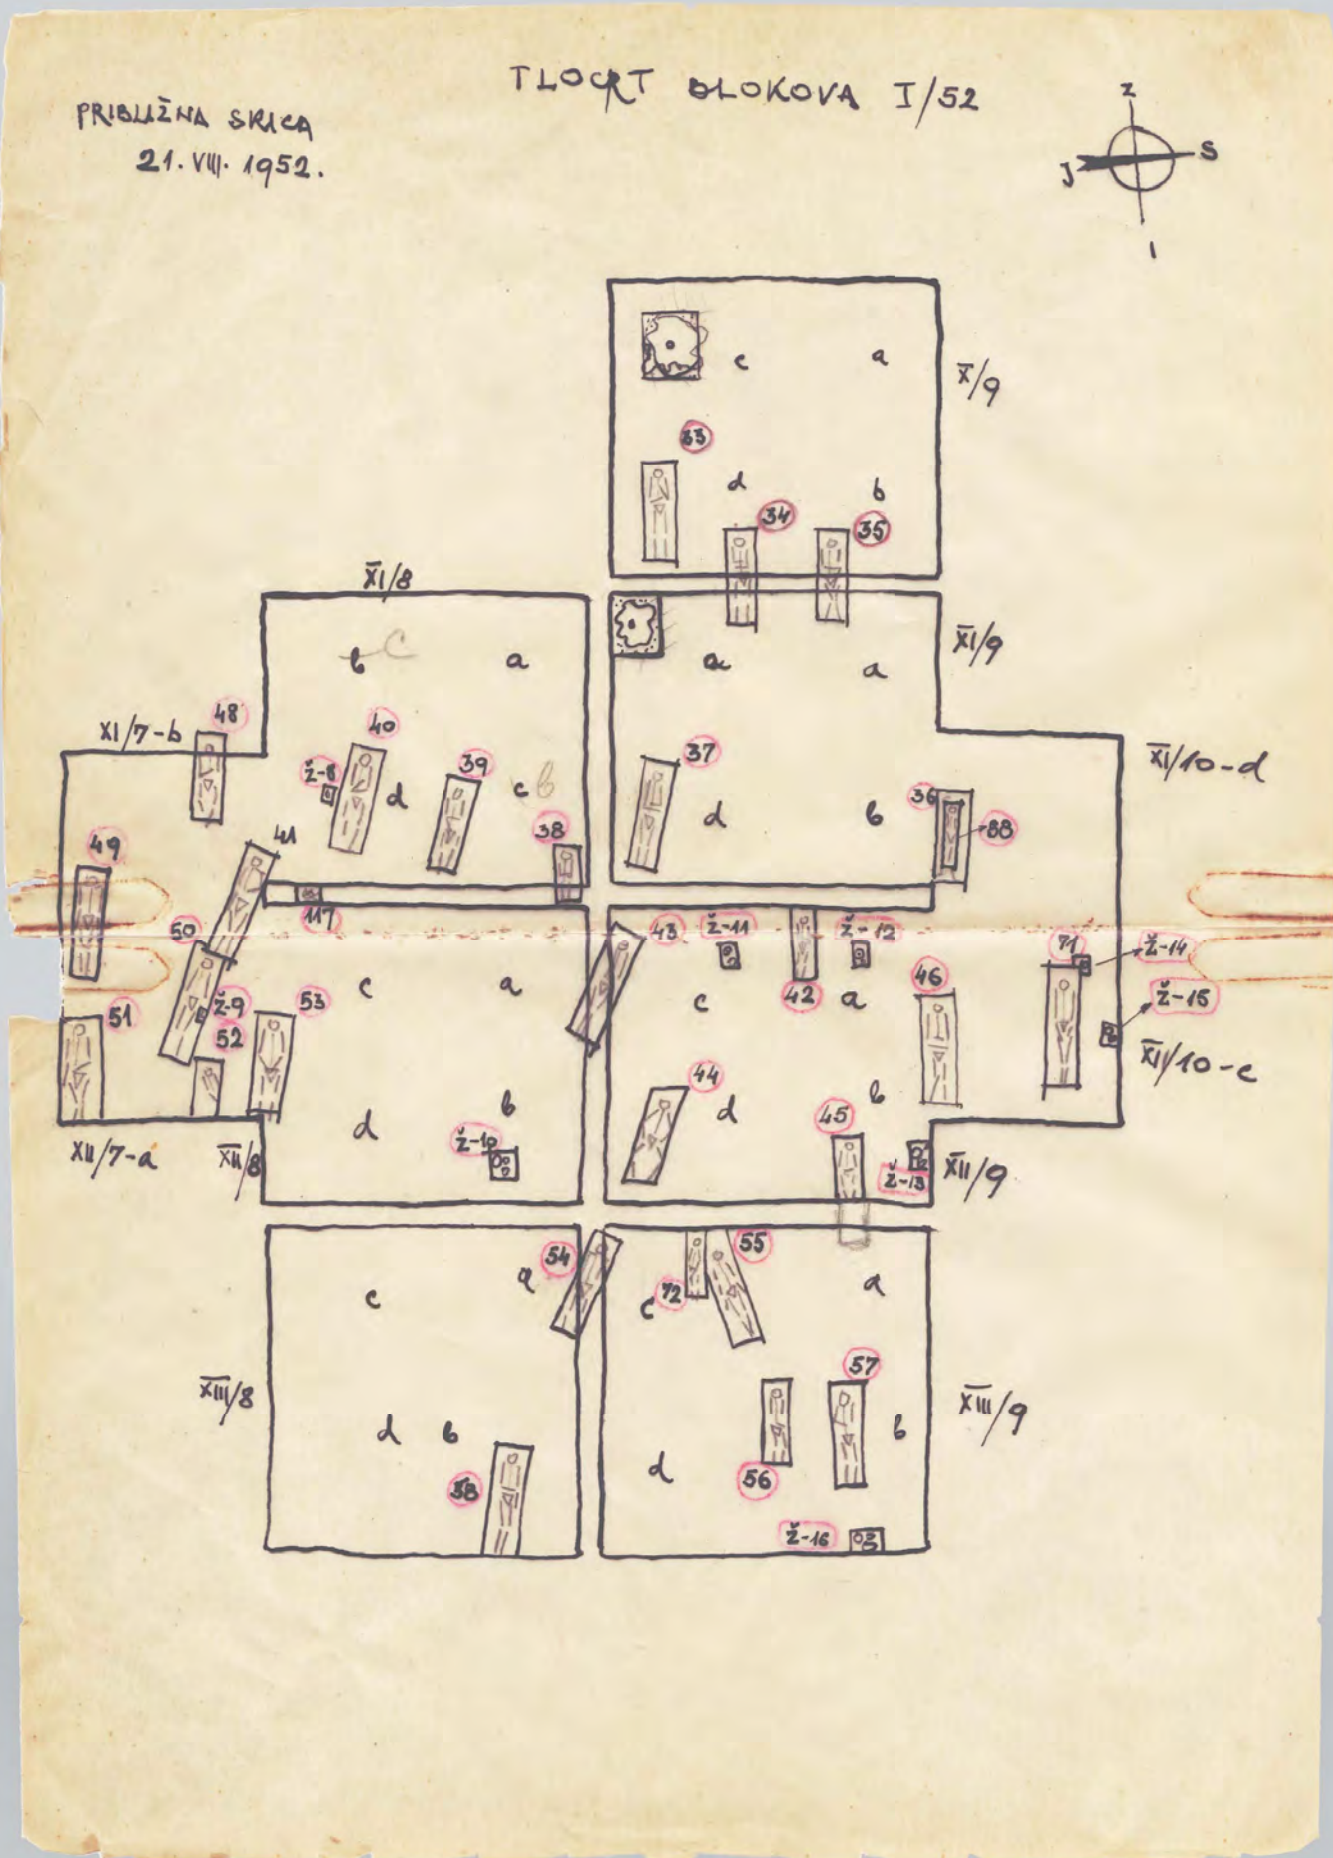 TLOCRT BLOKOVA I/52
PRIBLIŽNA SKICA
21. VIII. 1952.
Z
J S
I
X/9
c a
33
d b
34 35
XI/8
XI/9
b C a
a a
48
XI/7-b
40
37
XI/10-d
39
Ž-8
d c b
d b
36
88
38
41
49
117
50
43 Ž-11 Ž-12
71
Ž-14
46
c a
c 42 a
Ž-15
51 Ž-9 53
52
XII/10-c
44
d b
d b
45
Ž-10
XII/7-a XII/8
Ž-13 XII/9
54 55
a
c
c 72 a
57
XIII/8
XIII/9
d b
b
d
58
56
Ž-16